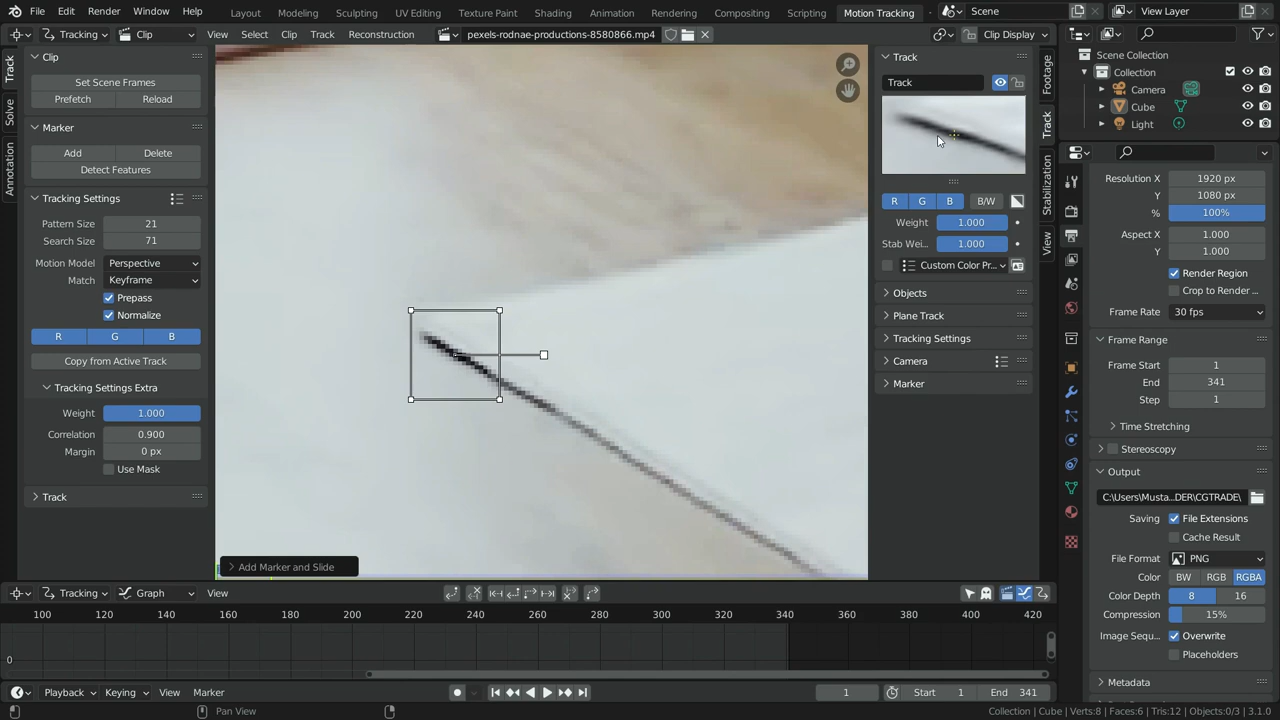 File Edit Render Window Help Layout Modeling Sculpting UV Editing Texture Paint Shading Animation Rendering Compositing Scripting Motion Tracking Scene View Layer
Tracking Clip View Select Clip Track Reconstruction pexels-rodnae-productions-8580866.mp4 Clip Display
Track
Solve
Annotation
Clip
Set Scene Frames
Prefetch Reload
Marker
Add Delete
Detect Features
Tracking Settings
Pattern Size 21
Search Size 71
Motion Model Perspective
Match Keyframe
Prepass
Normalize
R G B
Copy from Active Track
Tracking Settings Extra
Weight 1.000
Correlation 0.900
Margin 0 px
Use Mask
Track
Add Marker and Slide
Track
Track
R G B B/W
Weight 1.000
Stab Wei... 1.000
Custom Color Pr...
Objects
Plane Track
Tracking Settings
Camera
Marker
Footage
Track
Stabilization
View
Scene Collection
Collection
Camera
Cube
Light
Resolution X 1920 px
Y 1080 px
% 100%
Aspect X 1.000
Y 1.000
Render Region
Crop to Render ...
Frame Rate 30 fps
Frame Range
Frame Start 1
End 341
Step 1
Time Stretching
Stereoscopy
Output
C:\Users\Musta...DER\CGTRADE\
Saving File Extensions
Cache Result
File Format PNG
Color BW RGB RGBA
Color Depth 8 16
Compression 15%
Image Sequ... Overwrite
Placeholders
Metadata
Tracking Graph View
100 120 140 160 180 200 220 240 260 280 300 320 340 360 380 400 420
0
Playback Keying View Marker 1 Start 1 End 341
Pan View Collection | Cube | Verts:8 | Faces:6 | Tris:12 | Objects:0/3 | 3.1.0